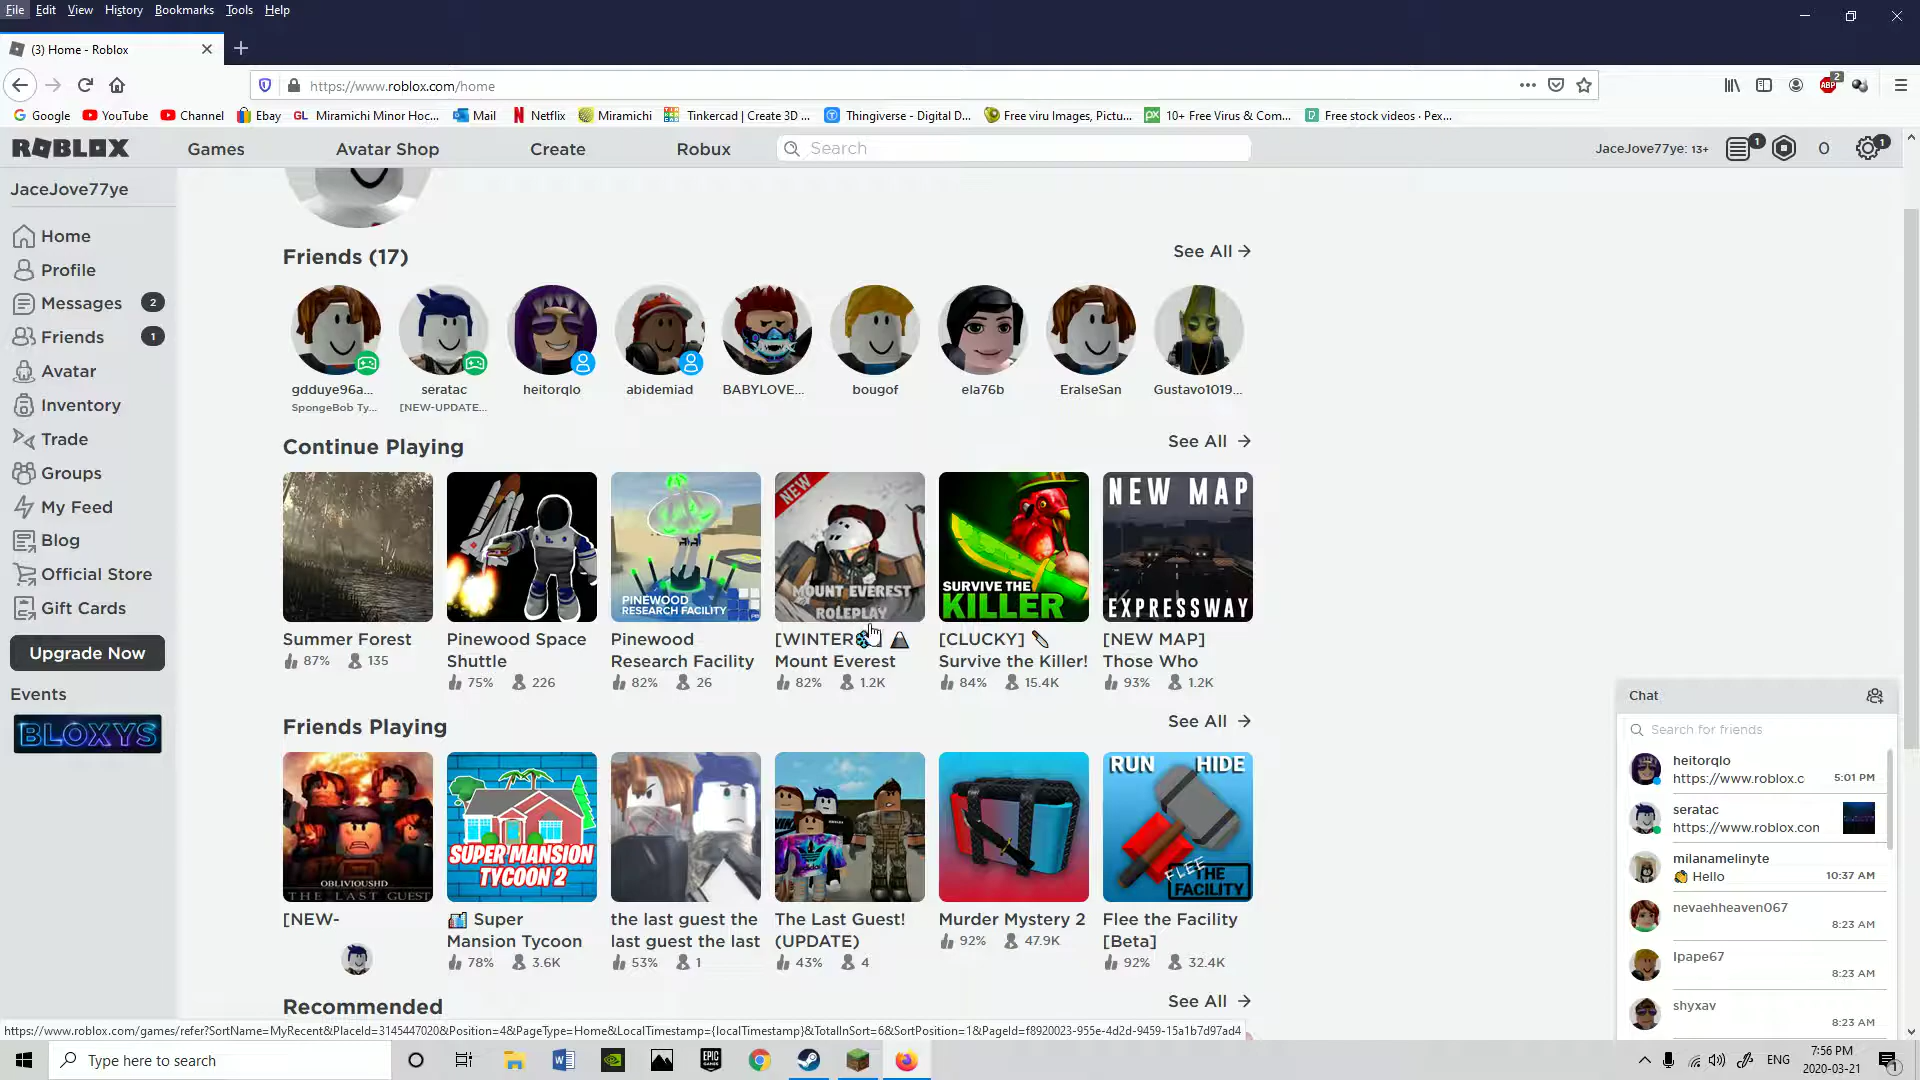 File Edit View History Bookmarks Tools Help
(3) Home - Roblox
https://www.roblox.com/home
2
Google YouTube Channel Ebay Miramichi Minor Hoc... Mail Netflix Miramichi Tinkercad | Create 3D ... Thingiverse - Digital D... Free viru Images, Pictu... 10+ Free Virus & Com... Free stock videos · Pex...
ROBLOX Games Avatar Shop Create Robux Search JaceJove77ye: 13+ 1 0 1
JaceJove77ye
Home
Profile
Messages 2
Friends 1
Avatar
Inventory
Trade
Groups
My Feed
Blog
Official Store
Gift Cards
Upgrade Now
Events
BLOXYS
Friends (17) See All
gdduye96a... seratac heitorqlo abidemiad BABYLOVE... bougof ela76b EralseSan Gustavo1019...
SpongeBob Ty... [NEW-UPDATE...
Continue Playing See All
PINEWOOD
RESEARCH FACILITY
NEW
MOUNT EVEREST
ROLEPLAY
SURVIVE THE
KILLER
NEW MAP
EXPRESSWAY
Summer Forest
87% 135
Pinewood Space
Shuttle
75% 226
Pinewood
Research Facility
82% 26
[WINTER❄️] 🏔
Mount Everest
82% 1.2K
[CLUCKY] 🔪
Survive the Killer!
84% 15.4K
[NEW MAP]
Those Who
93% 1.2K
Friends Playing See All
OBLIVIOUSHD
THE LAST GUEST
SUPER MANSION
TYCOON 2
RUN HIDE
FLEE
THE
FACILITY
[NEW-
Super
Mansion Tycoon
78% 3.6K
the last guest the
last guest the last
53% 1
The Last Guest!
(UPDATE)
43% 4
Murder Mystery 2
92% 47.9K
Flee the Facility
[Beta]
92% 32.4K
Recommended See All
Chat
Search for friends
heitorqlo
https://www.roblox.c 5:01 PM
seratac
https://www.roblox.con
milanamelinyte
👋 Hello 10:37 AM
nevaehheaven067
8:23 AM
lpape67
8:23 AM
shyxav
8:23 AM
https://www.roblox.com/games/refer?SortName=MyRecent&PlaceId=3145447020&Position=4&PageType=Home&LocalTimestamp={localTimestamp}&TotalInSort=6&SortPosition=1&PageId=f8920023-955e-4d2d-9459-15a1b7d97ad4
Type here to search
EPIC GAMES
ENG
7:56 PM
2020-03-21
1